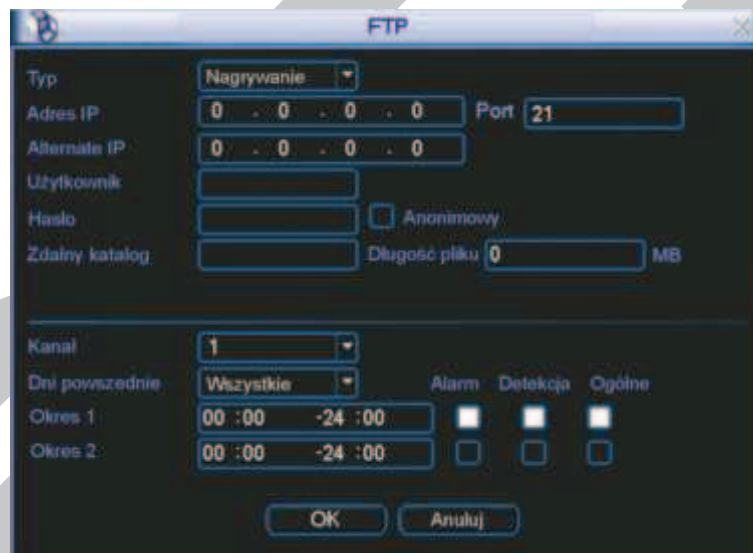 FTP
Typ Nagrywanie
Adres IP 0 . 0 . 0 . 0 Port 21
Alternate IP 0 . 0 . 0 . 0
Użytkownik
Hasło Anonimowy
Zdalny katalog Długość pliku 0 MB
Kanał 1
Dni powszednie Wszystkie Alarm Detekcja Ogólne
Okres 1 00 :00 -24 :00
Okres 2 00 :00 -24 :00
OK Anuluj